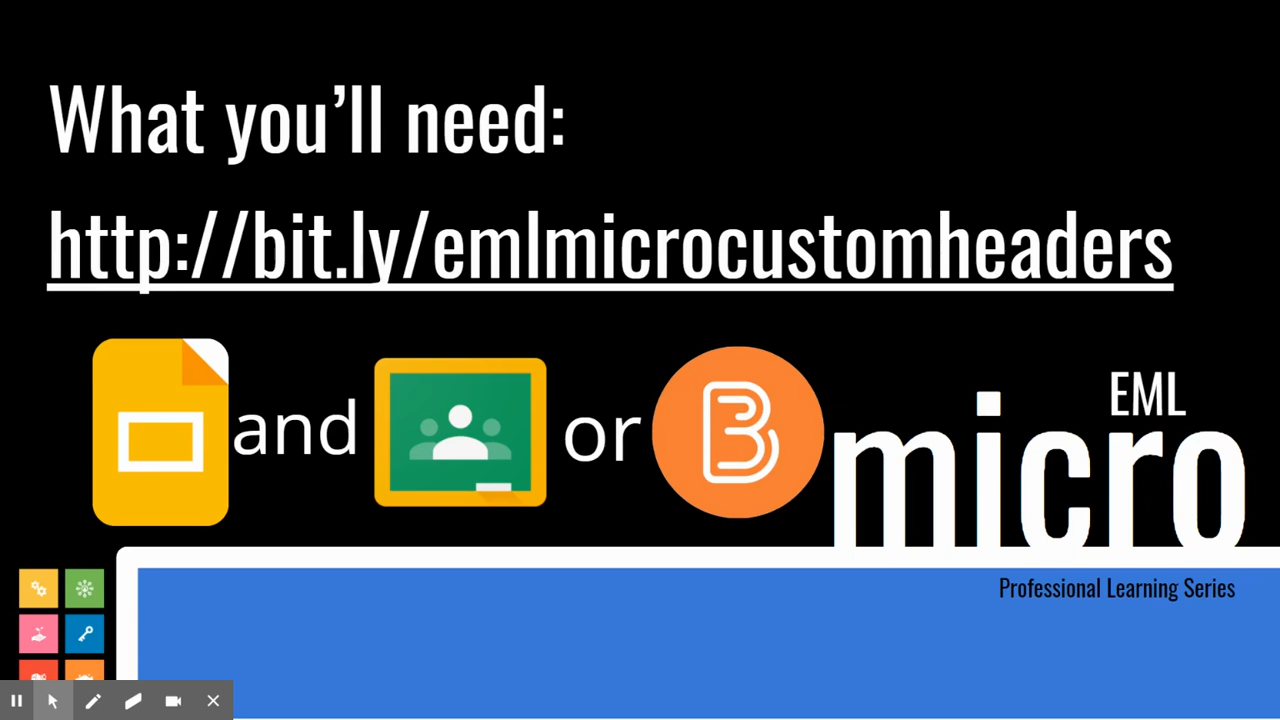 What you’ll need:
http://bit.ly/emlmicrocustomheaders
and or
EML
micro
Professional Learning Series